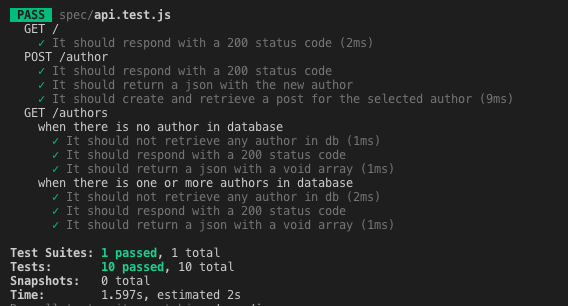 PASS spec/api.test.js
GET /
✓ It should respond with a 200 status code (2ms)
POST /author
✓ It should respond with a 200 status code
✓ It should return a json with the new author
✓ It should create and retrieve a post for the selected author (9ms)
GET /authors
when there is no author in database
✓ It should not retrieve any author in db (1ms)
✓ It should respond with a 200 status code
✓ It should return a json with a void array (1ms)
when there is one or more authors in database
✓ It should not retrieve any author in db (2ms)
✓ It should respond with a 200 status code
✓ It should return a json with a void array (1ms)
Test Suites: 1 passed, 1 total
Tests: 10 passed, 10 total
Snapshots: 0 total
Time: 1.597s, estimated 2s